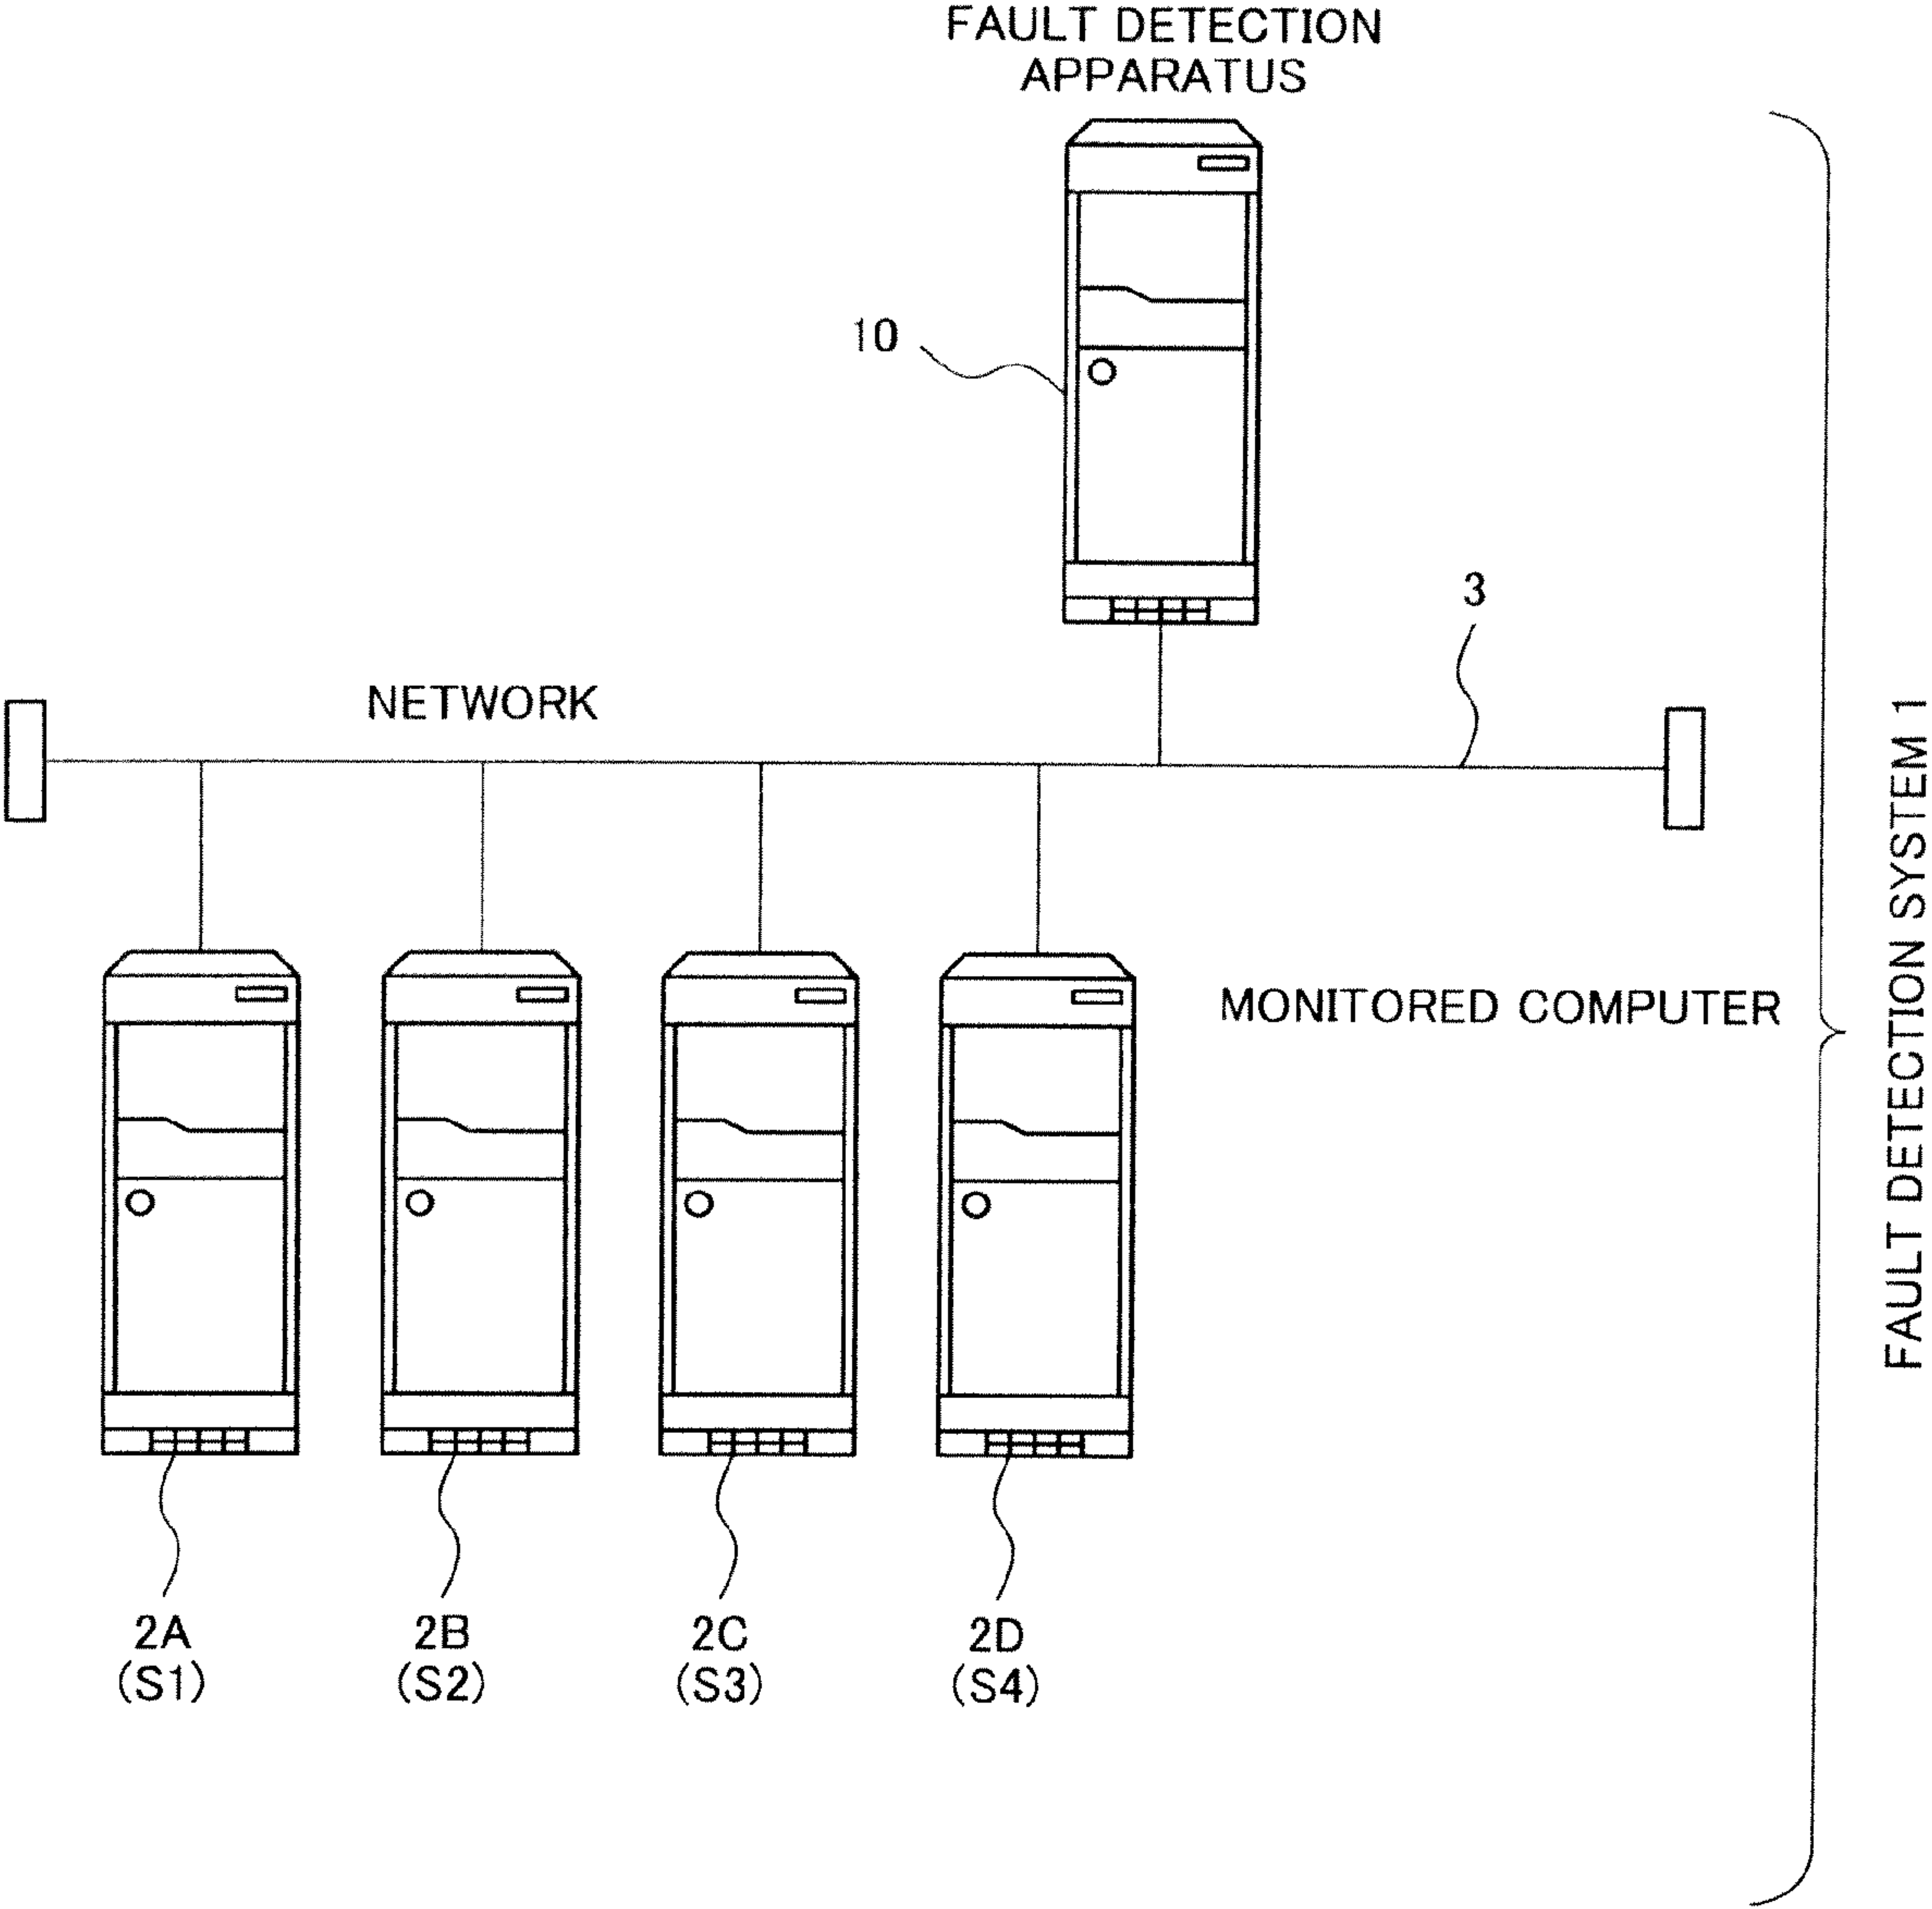 FAULT DETECTION
APPARATUS
10
3
NETWORK
MONITORED COMPUTER
FAULT DETECTION SYSTEM 1
2A
(S1)
2B
(S2)
2C
(S3)
2D
(S4)